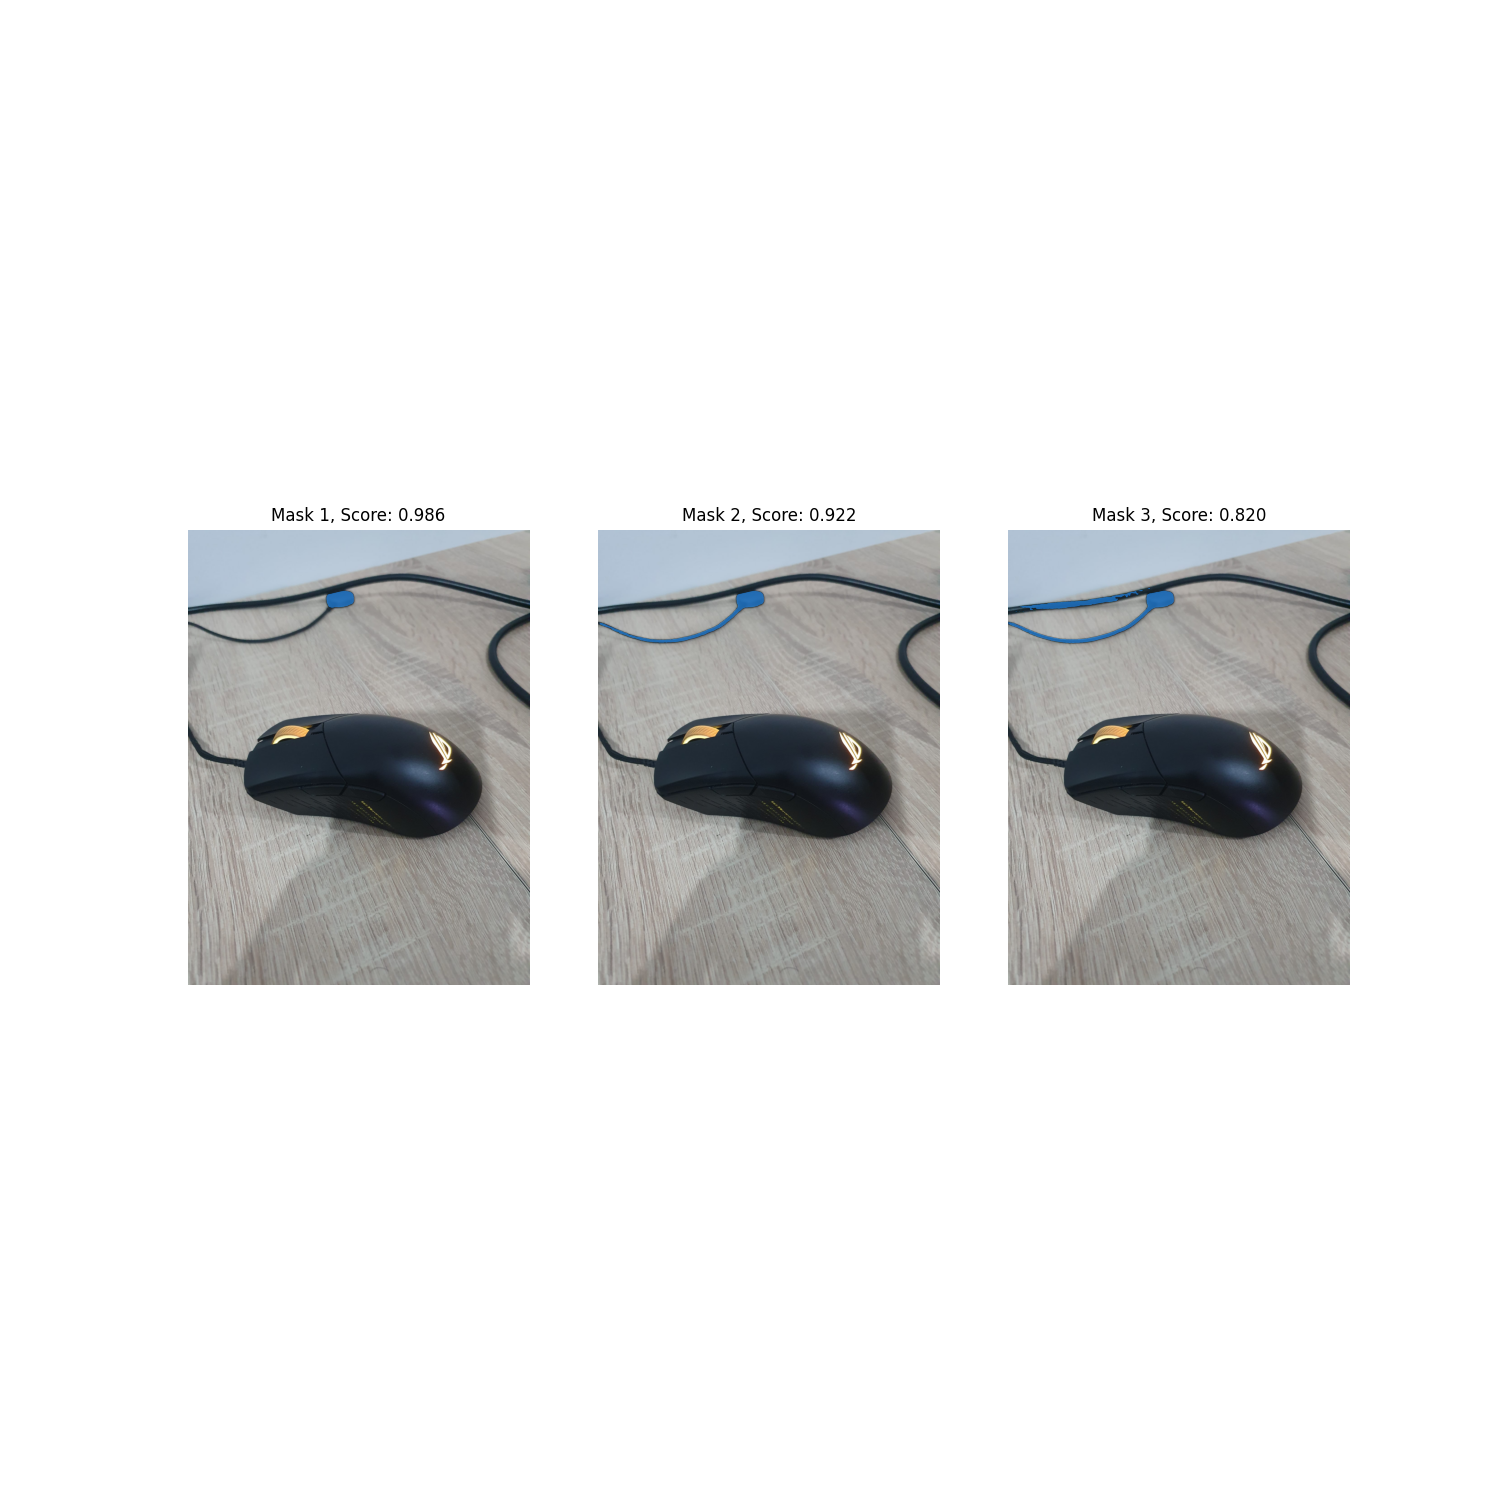 Mask 1, Score: 0.986
Mask 2, Score: 0.922
Mask 3, Score: 0.820